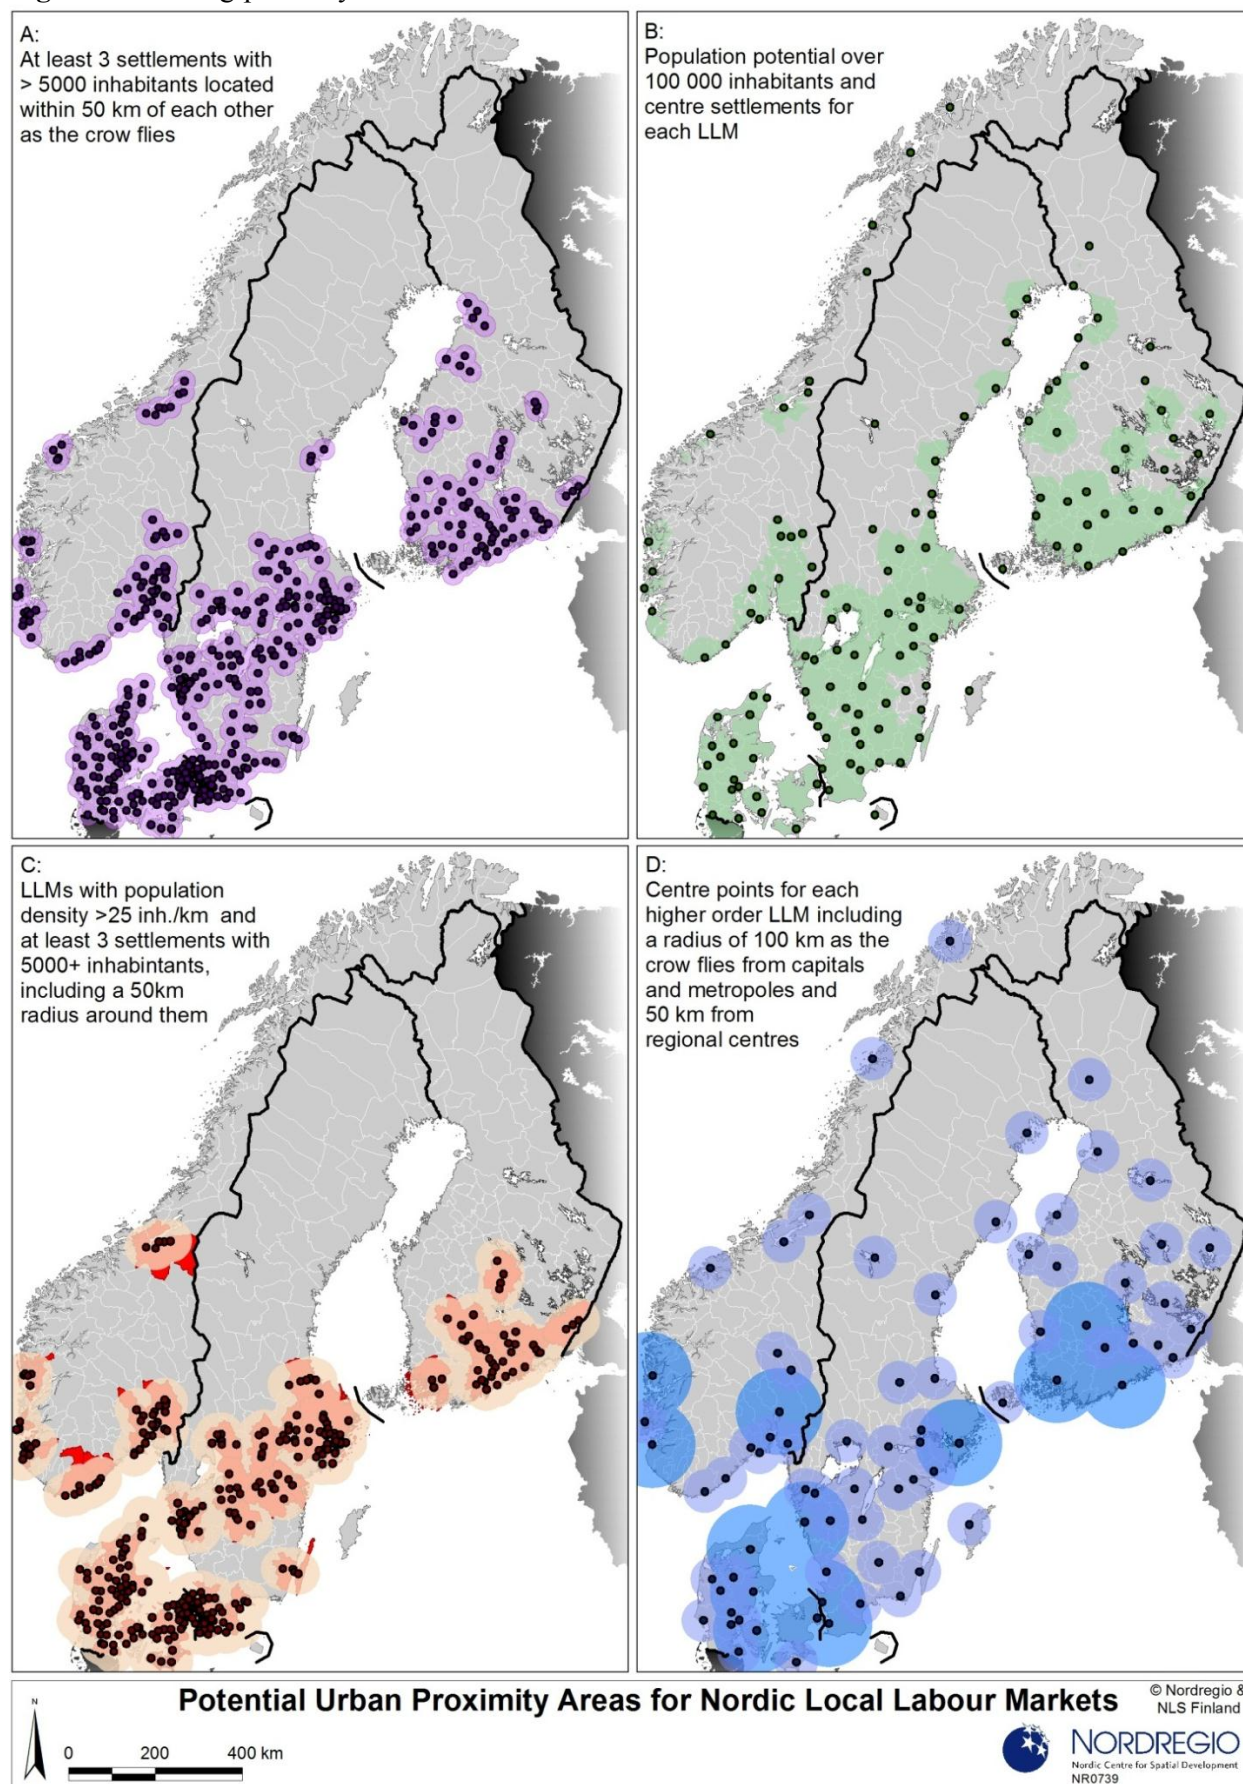 A:
At least 3 settlements with
> 5000 inhabitants located
within 50 km of each other
as the crow flies
B:
Population potential over
100 000 inhabitants and
centre settlements for
each LLM
C:
LLMs with population
density >25 inh./km and
at least 3 settlements with
5000+ inhabintants,
including a 50km
radius around them
D:
Centre points for each
higher order LLM including
a radius of 100 km as the
crow flies from capitals
and metropoles and
50 km from
regional centres
Potential Urban Proximity Areas for Nordic Local Labour Markets
© Nordregio &
NLS Finland
N
0 200 400 km
NORDREGIO
Nordic Centre for Spatial Development
NR0739